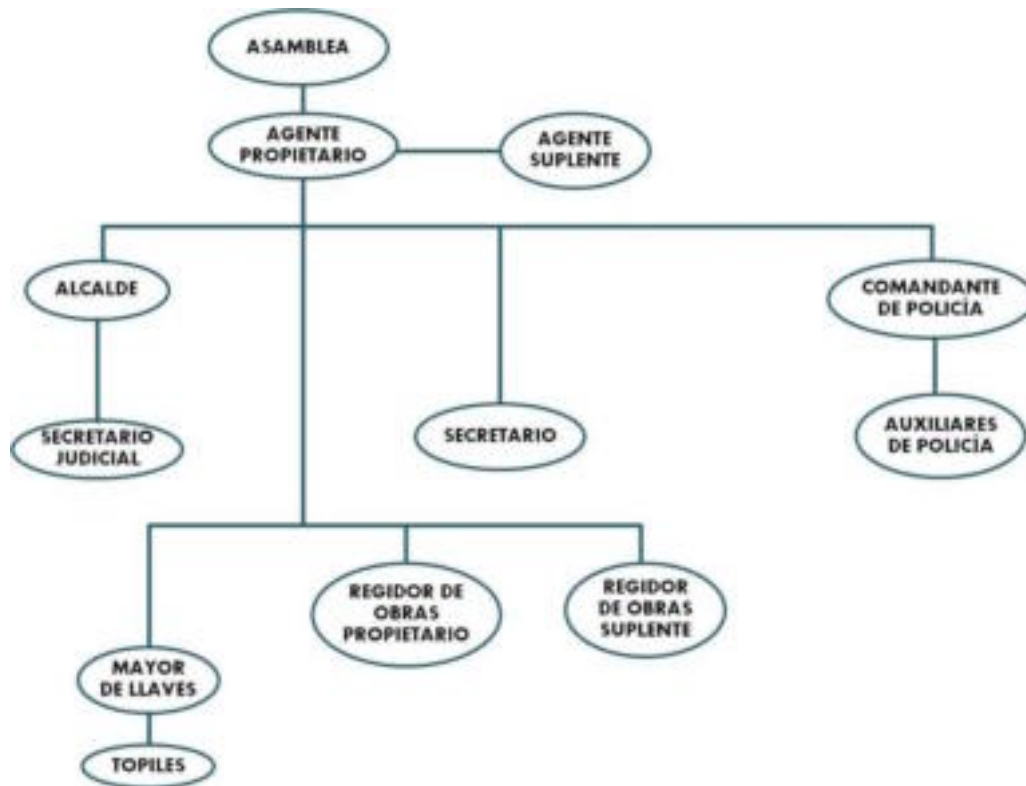 ASAMBLEA
AGENTE
PROPIETARIO
AGENTE
SUPLENTE
ALCALDE
COMANDANTE
DE POLICÍA
SECRETARIO
JUDICIAL
SECRETARIO
AUXILIARES
DE POLICÍA
REGIDOR DE
OBRAS
PROPIETARIO
REGIDOR
DE OBRAS
SUPLENTE
MAYOR
DE LLAVES
TOPILES